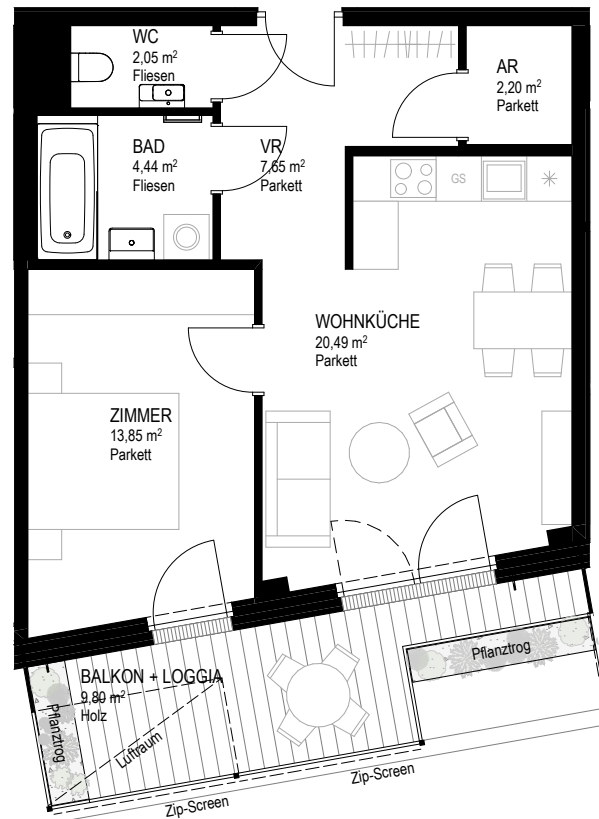 WC
2,05 m²
Fliesen
AR
2,20 m²
Parkett
BAD
4,44 m²
Fliesen
VR
7,65 m²
Parkett
GS
WOHNKÜCHE
20,49 m²
Parkett
ZIMMER
13,85 m²
Parkett
Pflanztrog
BALKON + LOGGIA
9,80 m²
Holz
Pflanztrog
Luftraum
Zip-Screen
Zip-Screen